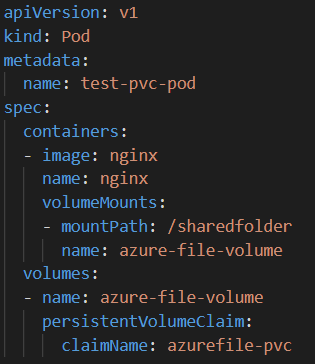 apiVersion: v1
kind: Pod
metadata:
  name: test-pvc-pod
spec:
  containers:
  - image: nginx
    name: nginx
    volumeMounts:
    - mountPath: /sharedfolder
      name: azure-file-volume
  volumes:
  - name: azure-file-volume
    persistentVolumeClaim:
      claimName: azurefile-pvc